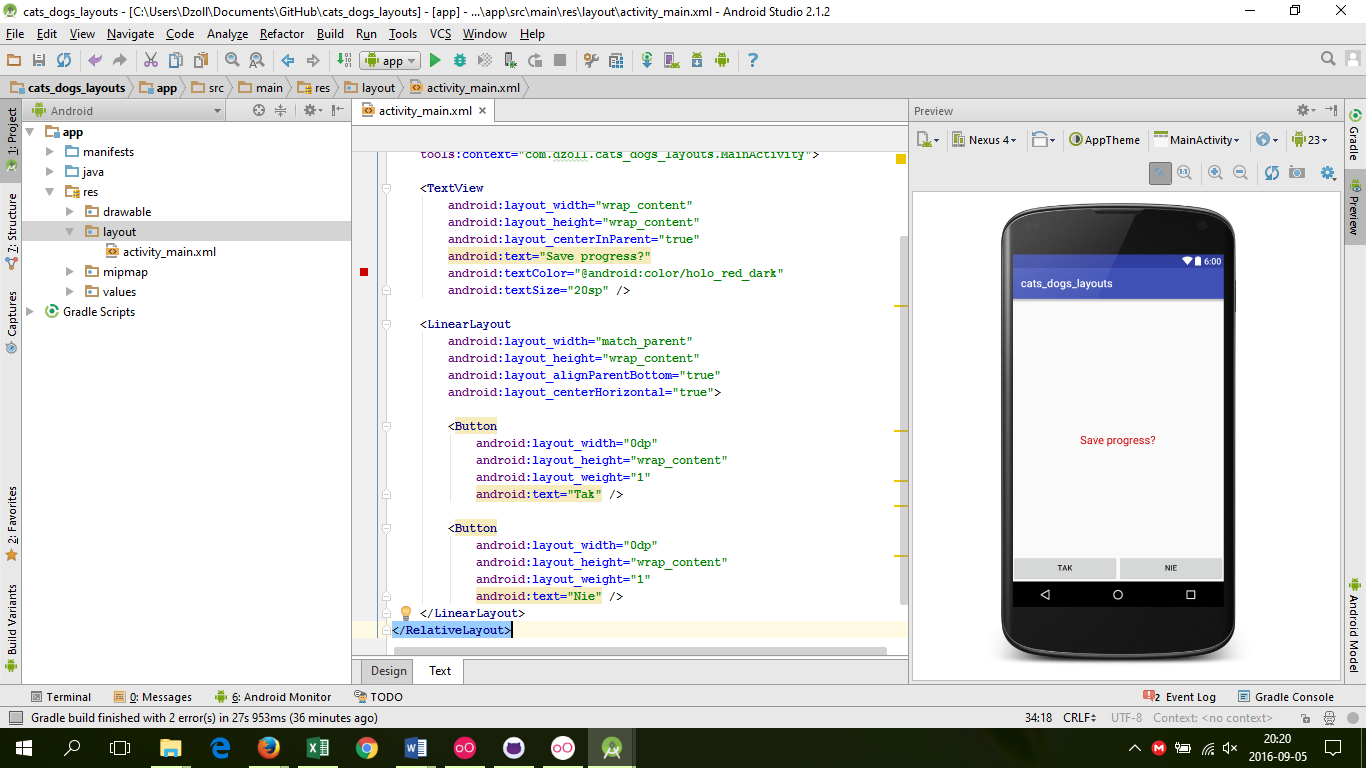 cats_dogs_layouts - [C:\Users\Dzoll\Documents\GitHub\cats_dogs_layouts] - [app] - ...\app\src\main\res\layout\activity_main.xml - Android Studio 2.1.2
File Edit View Navigate Code Analyze Refactor Build Run Tools VCS Window Help
app
cats_dogs_layouts app src main res layout activity_main.xml
1: Project
7: Structure
Captures
2: Favorites
Build Variants
Android
app
manifests
java
res
drawable
layout
activity_main.xml
mipmap
values
Gradle Scripts
activity_main.xml
tools:context="com.dzoll.cats_dogs_layouts.MainActivity">
<TextView
android:layout_width="wrap_content"
android:layout_height="wrap_content"
android:layout_centerInParent="true"
android:text="Save progress?"
android:textColor="@android:color/holo_red_dark"
android:textSize="20sp" />
<LinearLayout
android:layout_width="match_parent"
android:layout_height="wrap_content"
android:layout_alignParentBottom="true"
android:layout_centerHorizontal="true">
<Button
android:layout_width="0dp"
android:layout_height="wrap_content"
android:layout_weight="1"
android:text="Tak" />
<Button
android:layout_width="0dp"
android:layout_height="wrap_content"
android:layout_weight="1"
android:text="Nie" />
</LinearLayout>
</RelativeLayout>
Design Text
Preview
Nexus 4 AppTheme MainActivity 23
1:1
6:00
cats_dogs_layouts
Save progress?
TAK NIE
Gradle
Preview
Android Model
Terminal 0: Messages 6: Android Monitor TODO 2 Event Log Gradle Console
Gradle build finished with 2 error(s) in 27s 953ms (36 minutes ago) 34:18 CRLF UTF-8 Context: <no context>
20:20
2016-09-05